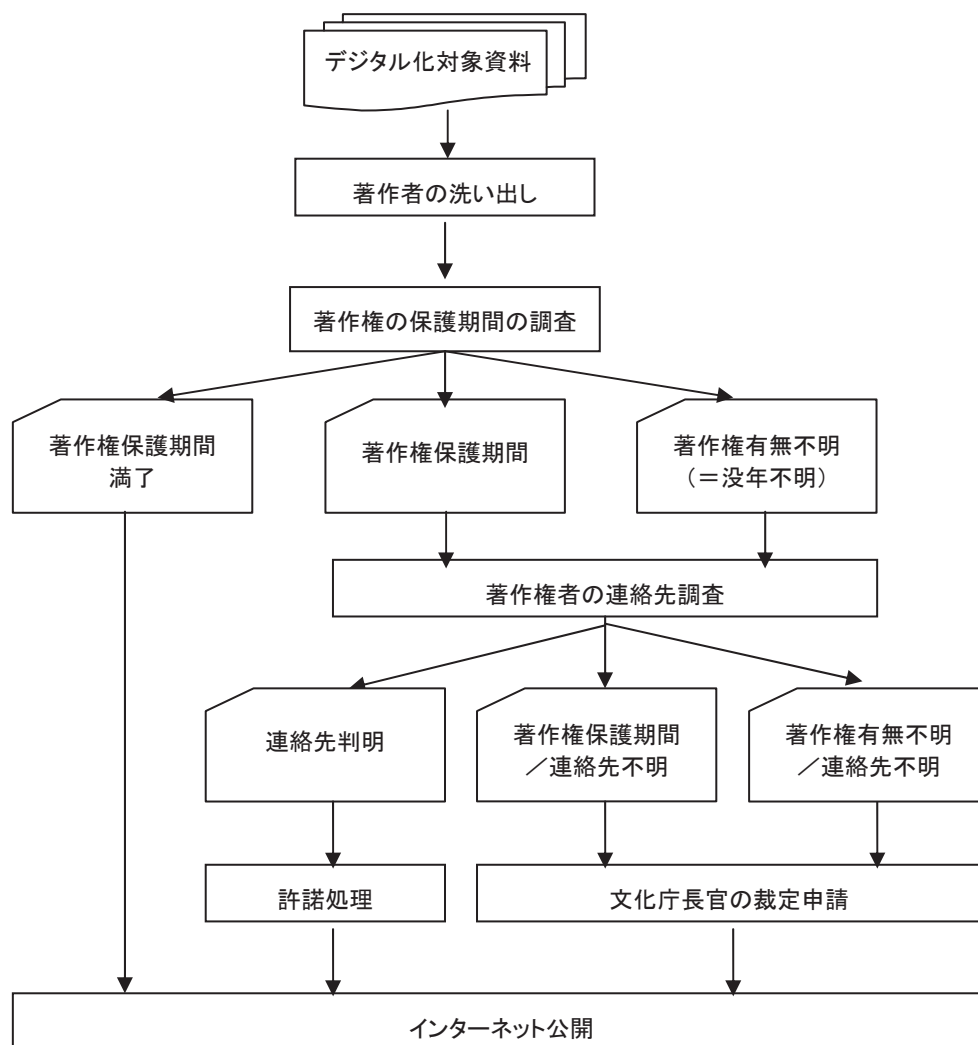 デジタル化対象資料
著作者の洗い出し
著作権の保護期間の調査
著作権保護期間
満了
著作権保護期間
著作権有無不明
(=没年不明)
著作権者の連絡先調査
連絡先判明
著作権保護期間
/連絡先不明
著作権有無不明
/連絡先不明
許諾処理
文化庁長官の裁定申請
インターネット公開